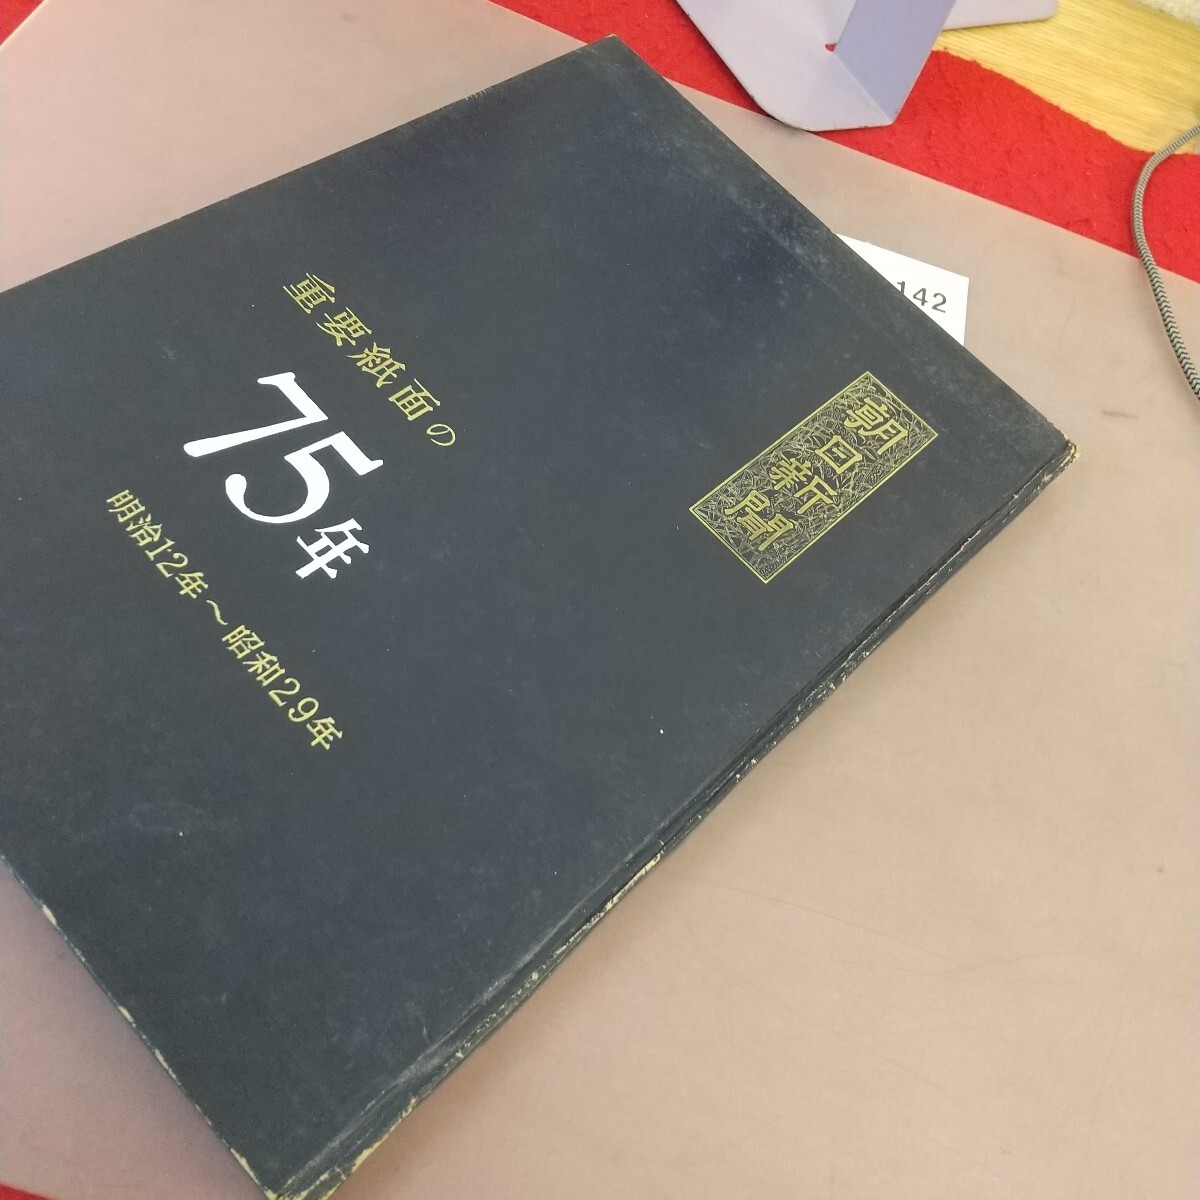 朝日新聞
重要紙面の
75年
明治12年～昭和29年
142